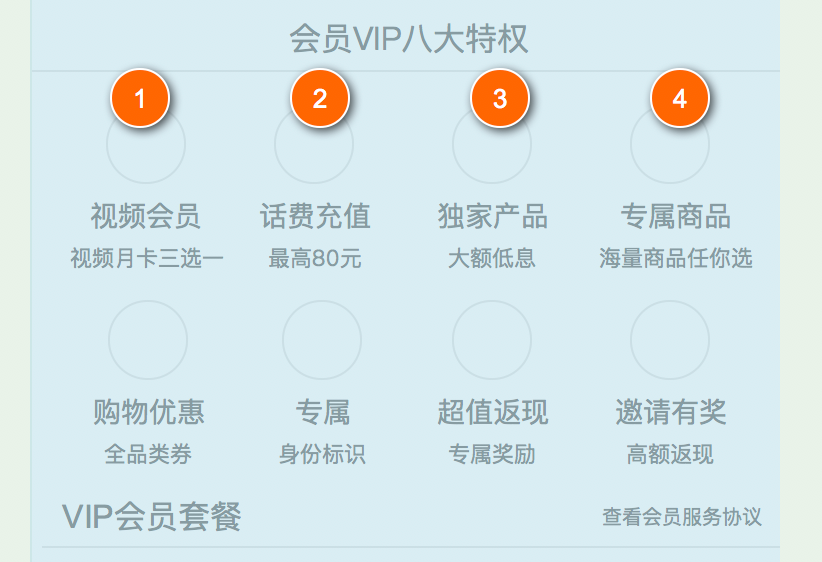 会员VIP八大特权
1 2 3 4
视频会员 话费充值 独家产品 专属商品
视频月卡三选一 最高80元 大额低息 海量商品任你选
购物优惠 专属 超值返现 邀请有奖
全品类券 身份标识 专属奖励 高额返现
VIP会员套餐 查看会员服务协议